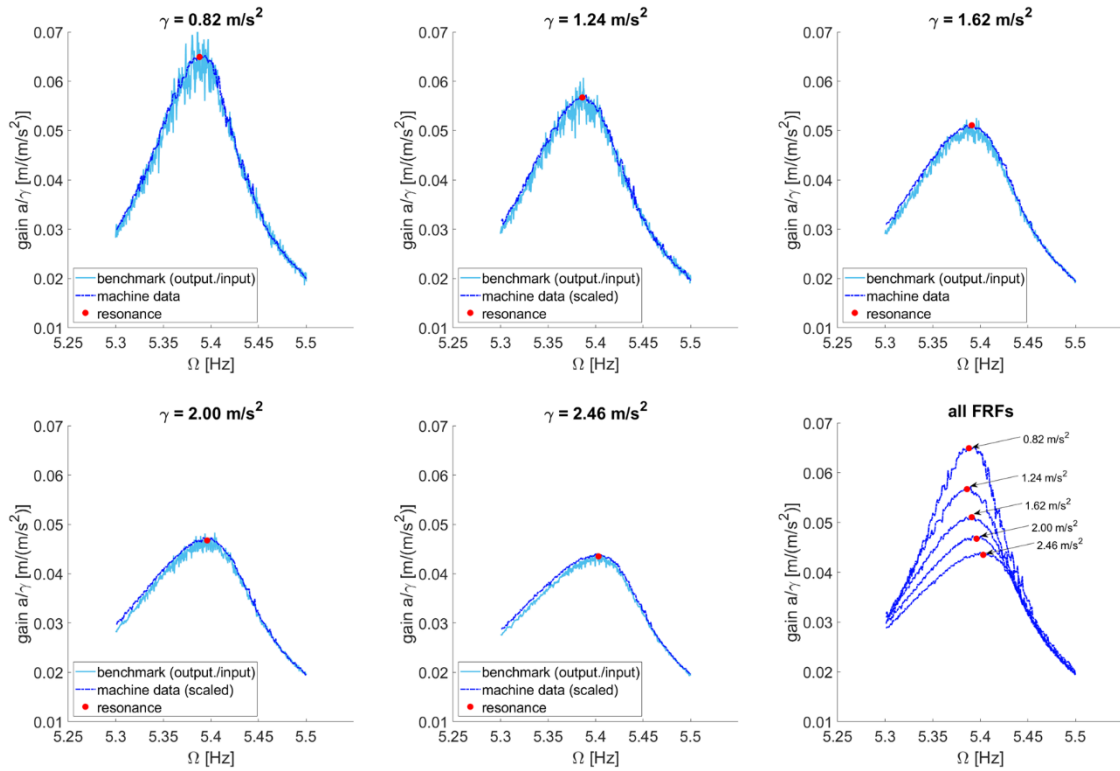 γ = 0.82 m/s²
gain a/γ [m/(m/s²)]
0.07
0.06
0.05
0.04
0.03
0.02
0.01
benchmark (output./input)
machine data (scaled)
resonance
5.25 5.3 5.35 5.4 5.45 5.5
Ω [Hz]
γ = 1.24 m/s²
gain a/γ [m/(m/s²)]
0.07
0.06
0.05
0.04
0.03
0.02
0.01
benchmark (output./input)
machine data (scaled)
resonance
5.25 5.3 5.35 5.4 5.45 5.5
Ω [Hz]
γ = 1.62 m/s²
gain a/γ [m/(m/s²)]
0.07
0.06
0.05
0.04
0.03
0.02
0.01
benchmark (output./input)
machine data
resonance
5.25 5.3 5.35 5.4 5.45 5.5
Ω [Hz]
γ = 2.00 m/s²
gain a/γ [m/(m/s²)]
0.07
0.06
0.05
0.04
0.03
0.02
0.01
benchmark (output./input)
machine data (scaled)
resonance
5.25 5.3 5.35 5.4 5.45 5.5
Ω [Hz]
γ = 2.46 m/s²
gain a/γ [m/(m/s²)]
0.07
0.06
0.05
0.04
0.03
0.02
0.01
benchmark (output./input)
machine data (scaled)
resonance
5.25 5.3 5.35 5.4 5.45 5.5
Ω [Hz]
all FRFs
gain a/γ [m/(m/s²)]
0.07
0.06
0.05
0.04
0.03
0.02
0.01
0.82 m/s²
1.24 m/s²
1.62 m/s²
2.00 m/s²
2.46 m/s²
5.25 5.3 5.35 5.4 5.45 5.5
Ω [Hz]